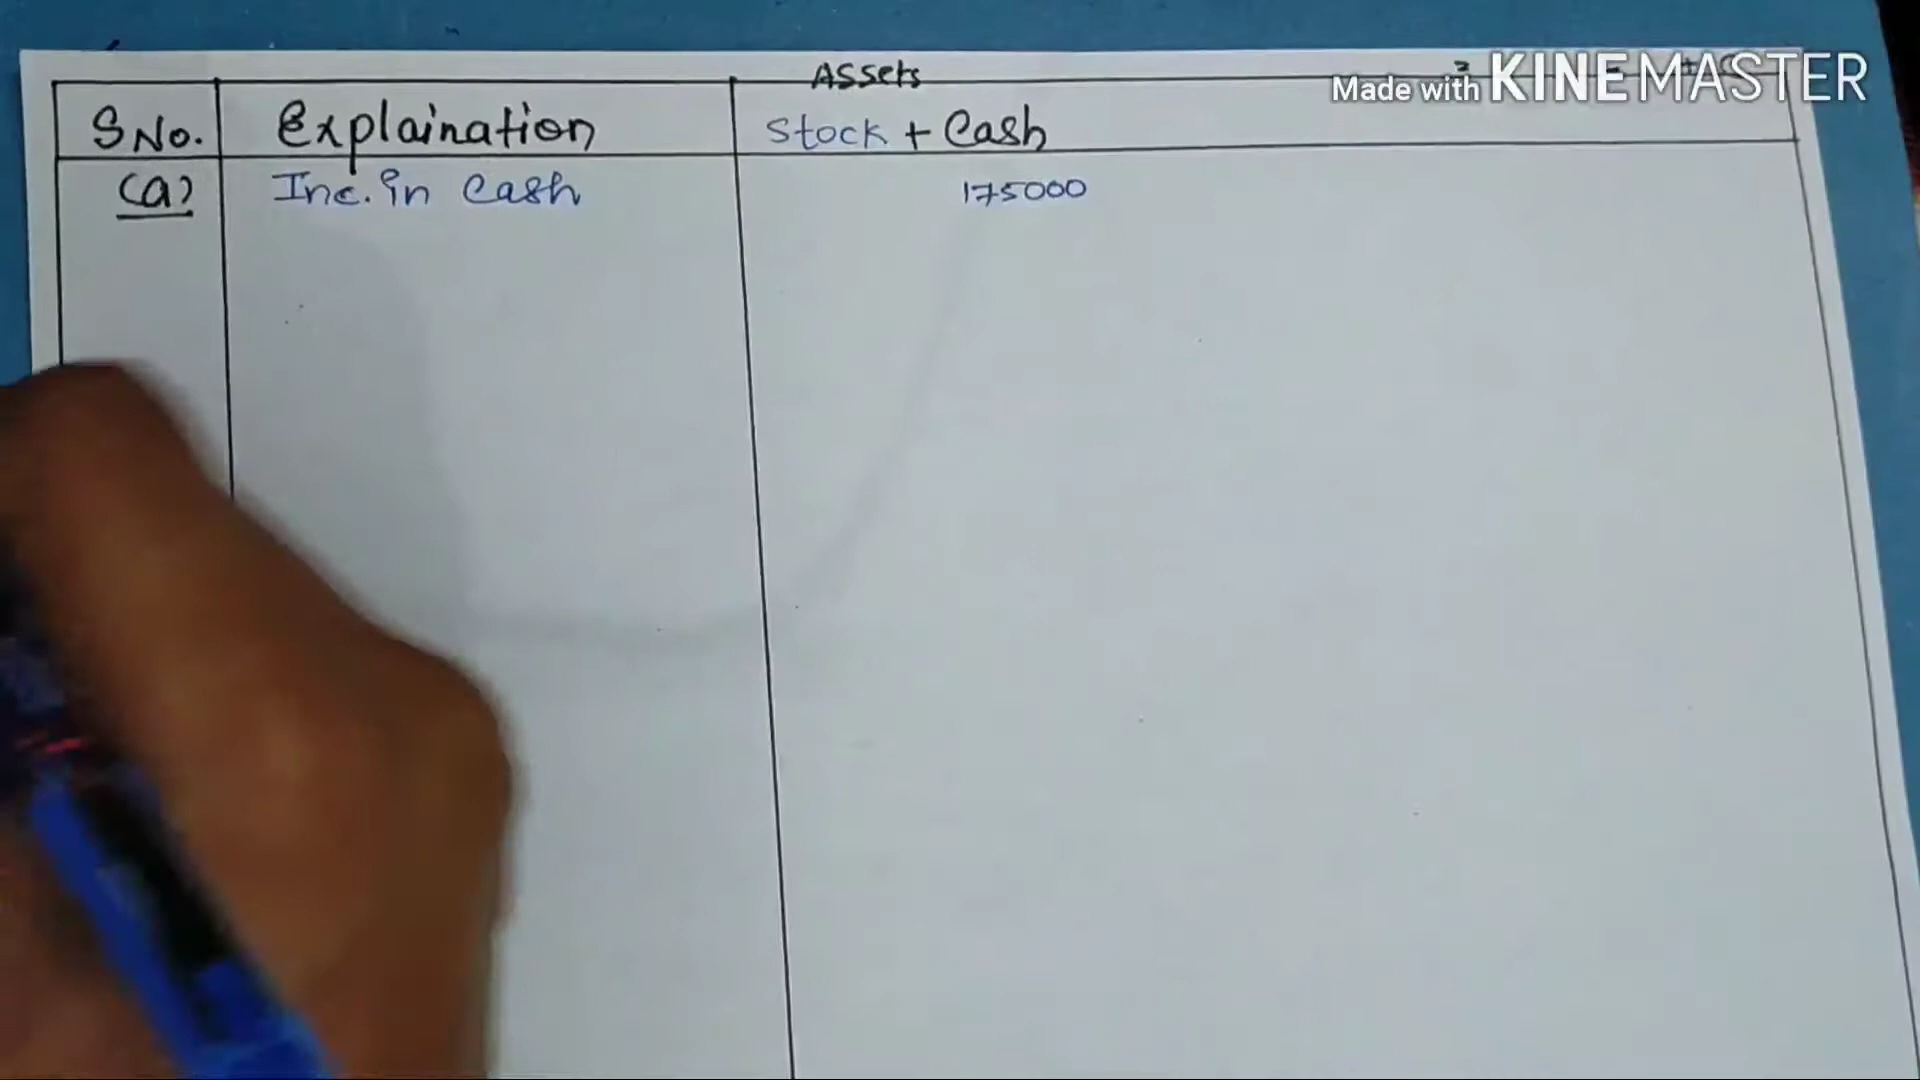 Assets
Made with KINEMASTER
S No. Explaination Stock + Cash
(a) Inc. in Cash 175000